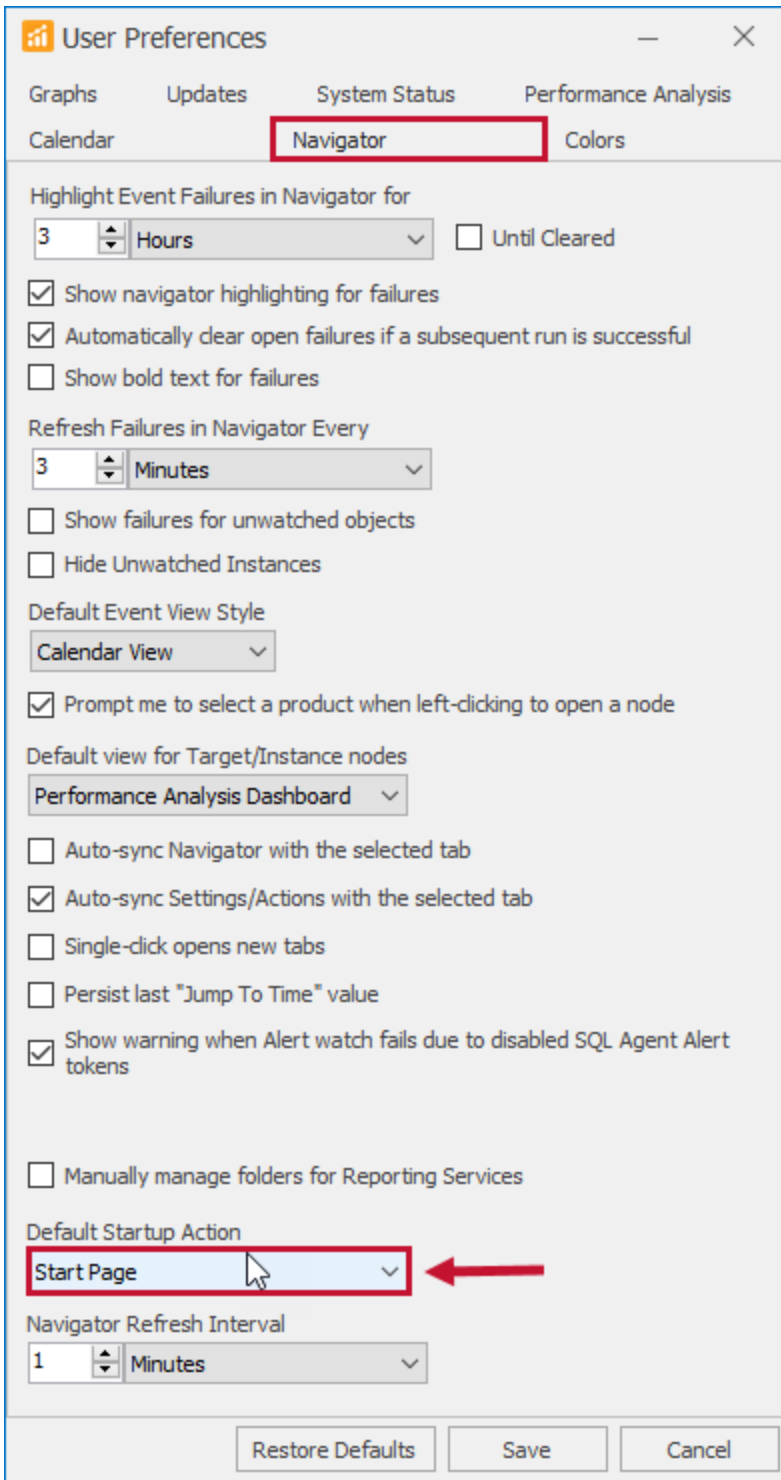 User Preferences
Graphs Updates System Status Performance Analysis
Calendar Navigator Colors
Highlight Event Failures in Navigator for
3 Hours Until Cleared
Show navigator highlighting for failures
Automatically clear open failures if a subsequent run is successful
Show bold text for failures
Refresh Failures in Navigator Every
3 Minutes
Show failures for unwatched objects
Hide Unwatched Instances
Default Event View Style
Calendar View
Prompt me to select a product when left-clicking to open a node
Default view for Target/Instance nodes
Performance Analysis Dashboard
Auto-sync Navigator with the selected tab
Auto-sync Settings/Actions with the selected tab
Single-click opens new tabs
Persist last "Jump To Time" value
Show warning when Alert watch fails due to disabled SQL Agent Alert
tokens
Manually manage folders for Reporting Services
Default Startup Action
Start Page
Navigator Refresh Interval
1 Minutes
Restore Defaults Save Cancel